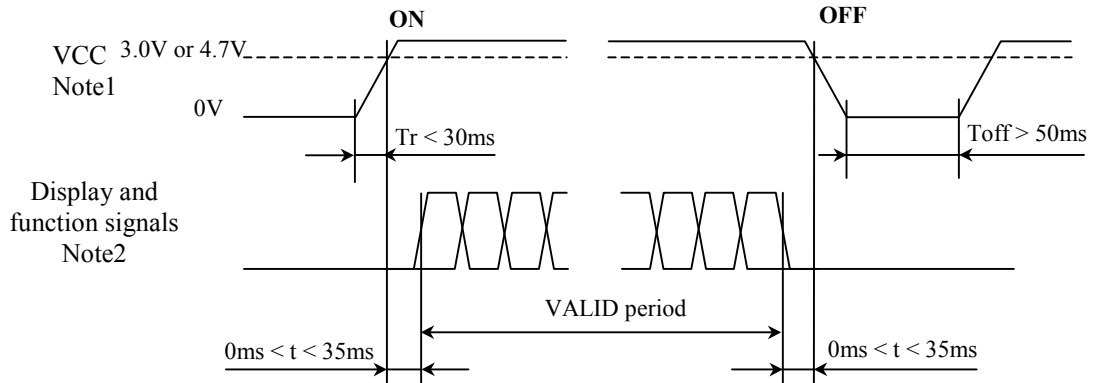 ON
OFF
VCC
Note1
3.0V or 4.7V
0V
Tr < 30ms
Toff > 50ms
Display and
function signals
Note2
VALID period
0ms < t < 35ms
0ms < t < 35ms